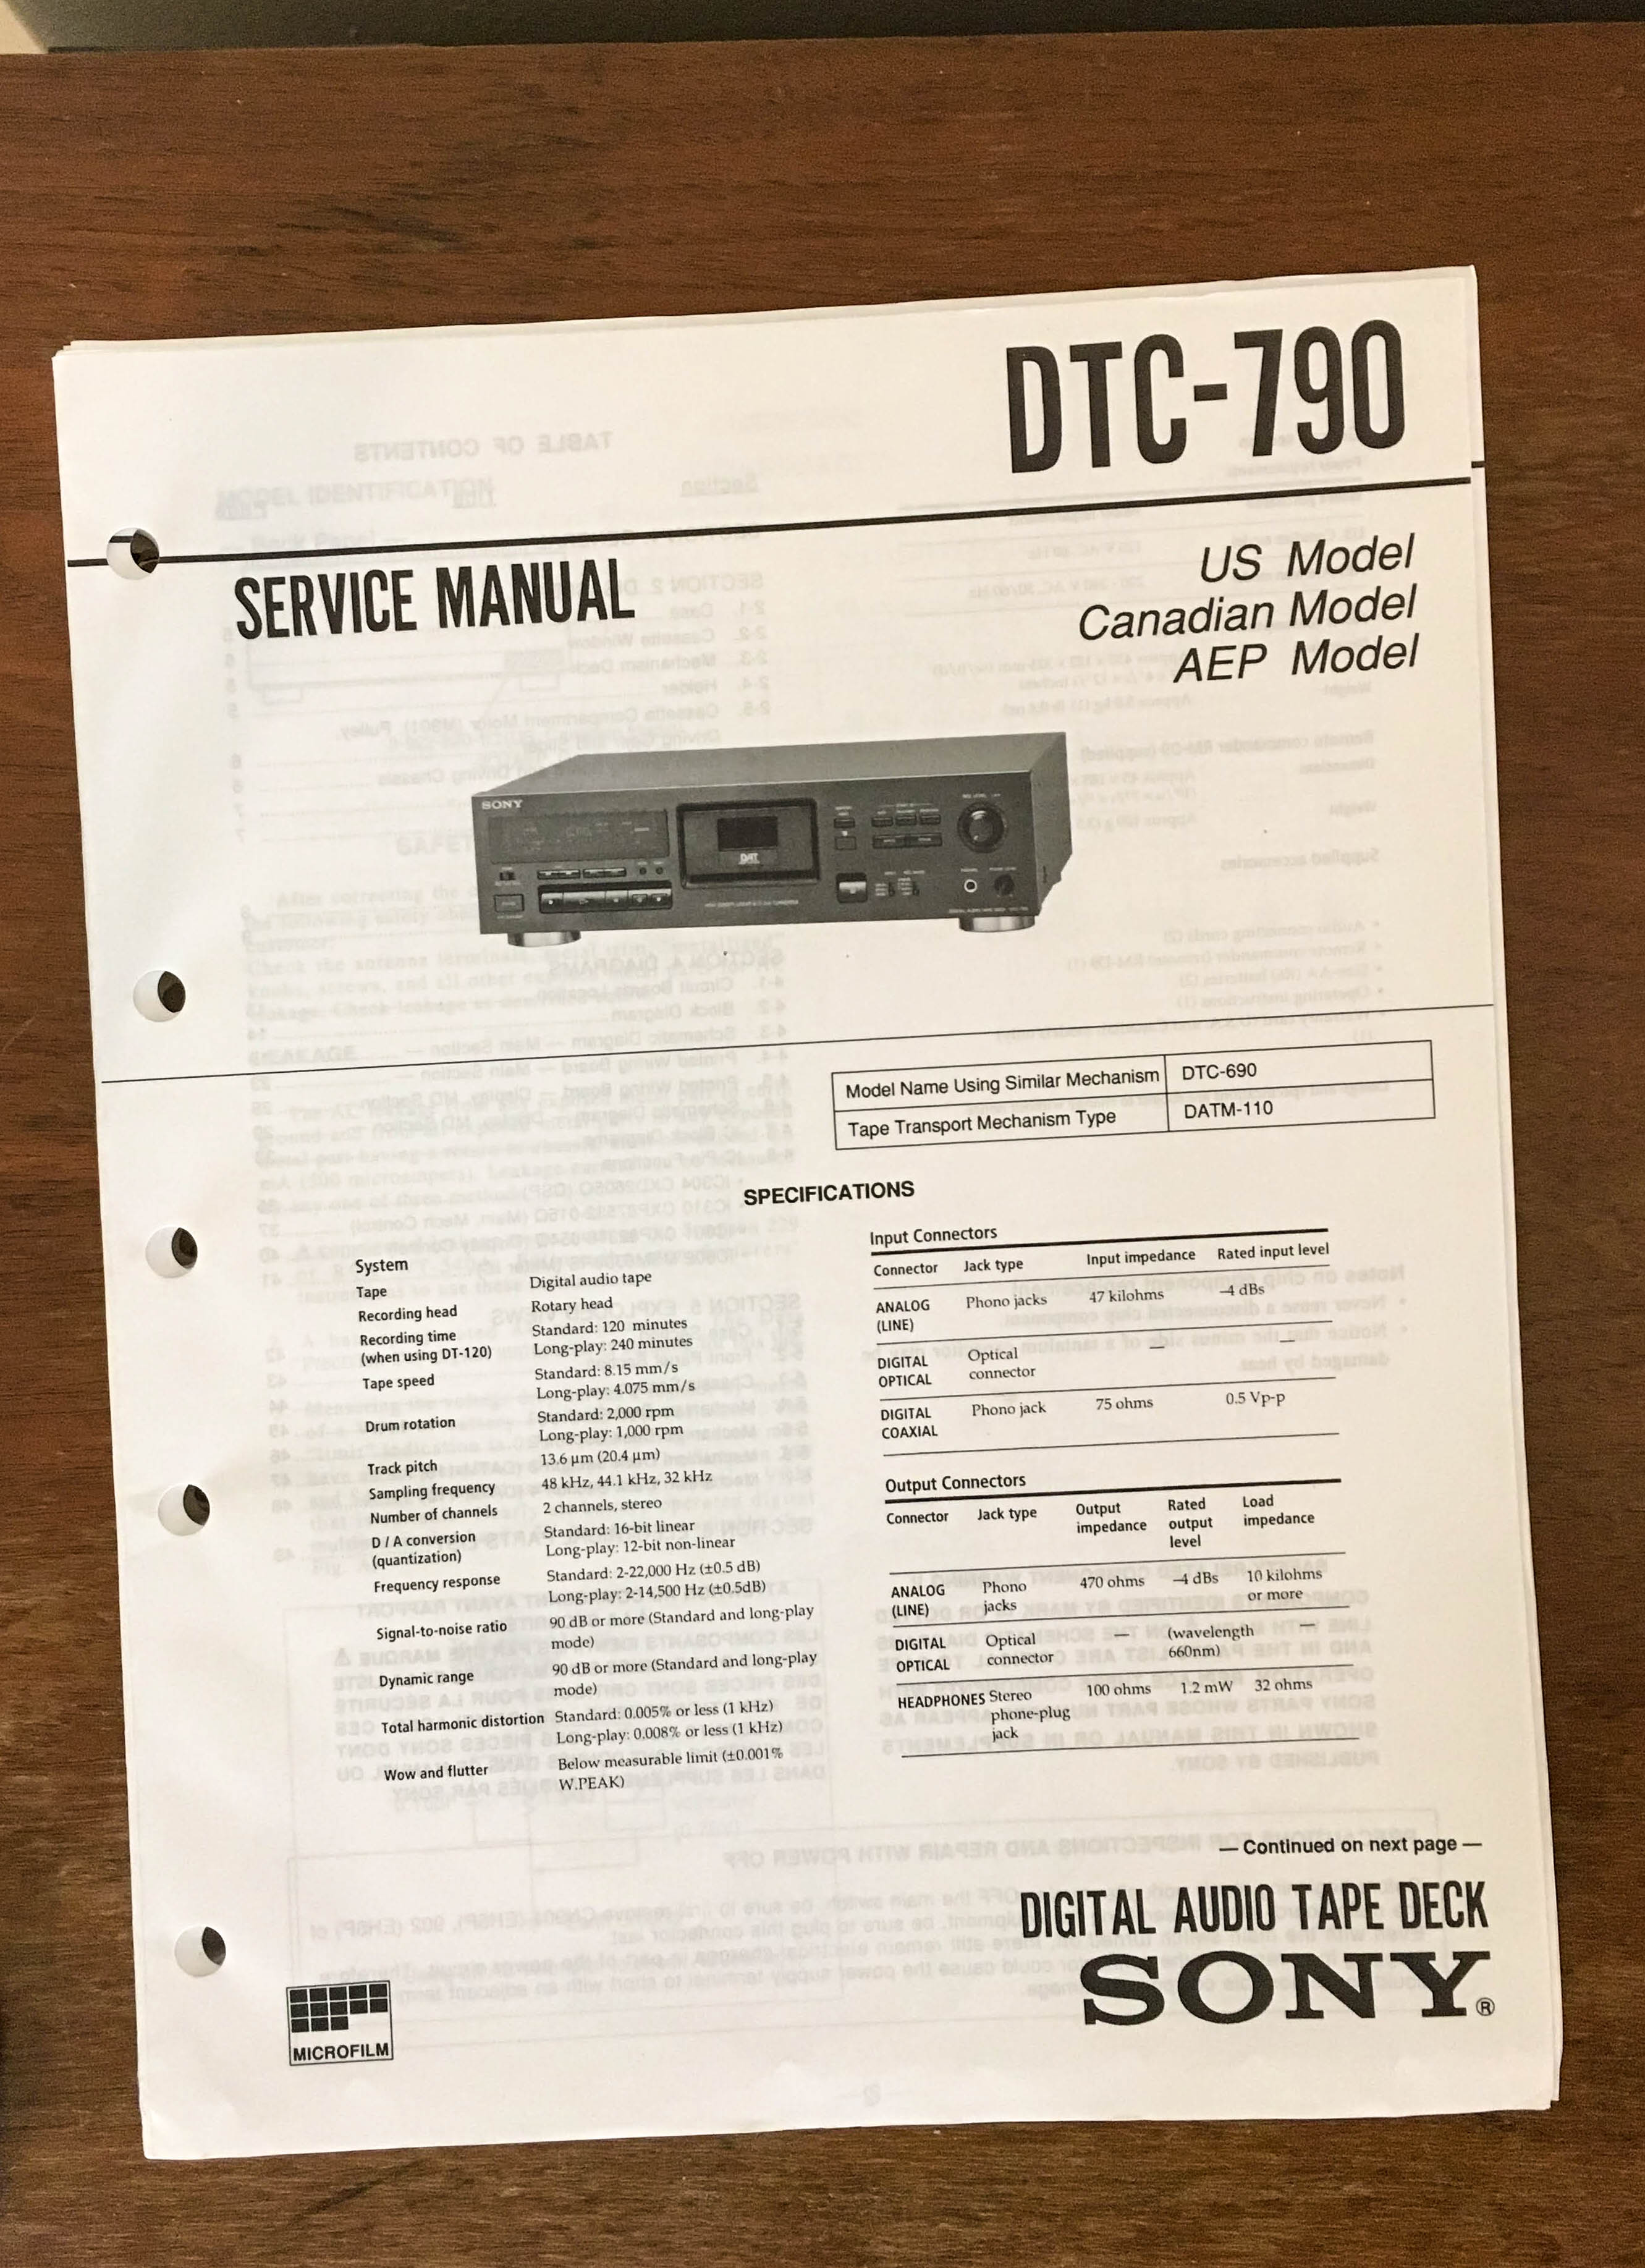 DTC-790
SERVICE MANUAL
US Model
Canadian Model
AEP Model
SONY
DAT
Model Name Using Similar Mechanism DTC-690
Tape Transport Mechanism Type DATM-110
SPECIFICATIONS
System
Tape Digital audio tape
Recording head Rotary head
Recording time Standard: 120 minutes
(when using DT-120) Long-play: 240 minutes
Tape speed Standard: 8.15 mm/s
Long-play: 4.075 mm/s
Drum rotation Standard: 2,000 rpm
Long-play: 1,000 rpm
Track pitch 13.6 µm (20.4 µm)
Sampling frequency 48 kHz, 44.1 kHz, 32 kHz
Number of channels 2 channels, stereo
D / A conversion Standard: 16-bit linear
(quantization) Long-play: 12-bit non-linear
Frequency response Standard: 2-22,000 Hz (±0.5 dB)
Long-play: 2-14,500 Hz (±0.5dB)
Signal-to-noise ratio 90 dB or more (Standard and long-play
mode)
Dynamic range 90 dB or more (Standard and long-play
mode)
Total harmonic distortion Standard: 0.005% or less (1 kHz)
Long-play: 0.008% or less (1 kHz)
Wow and flutter Below measurable limit (±0.001%
W.PEAK)
Input Connectors
Connector Jack type Input impedance Rated input level
ANALOG Phono jacks 47 kilohms –4 dBs
(LINE)
DIGITAL Optical — —
OPTICAL connector
DIGITAL Phono jack 75 ohms 0.5 Vp-p
COAXIAL
Output Connectors
Connector Jack type Output Rated Load
impedance output impedance
level
ANALOG Phono 470 ohms –4 dBs 10 kilohms
(LINE) jacks or more
DIGITAL Optical — (wavelength —
OPTICAL connector 660nm)
HEADPHONES Stereo 100 ohms 1.2 mW 32 ohms
phone-plug
jack
— Continued on next page —
DIGITAL AUDIO TAPE DECK
SONY®
MICROFILM